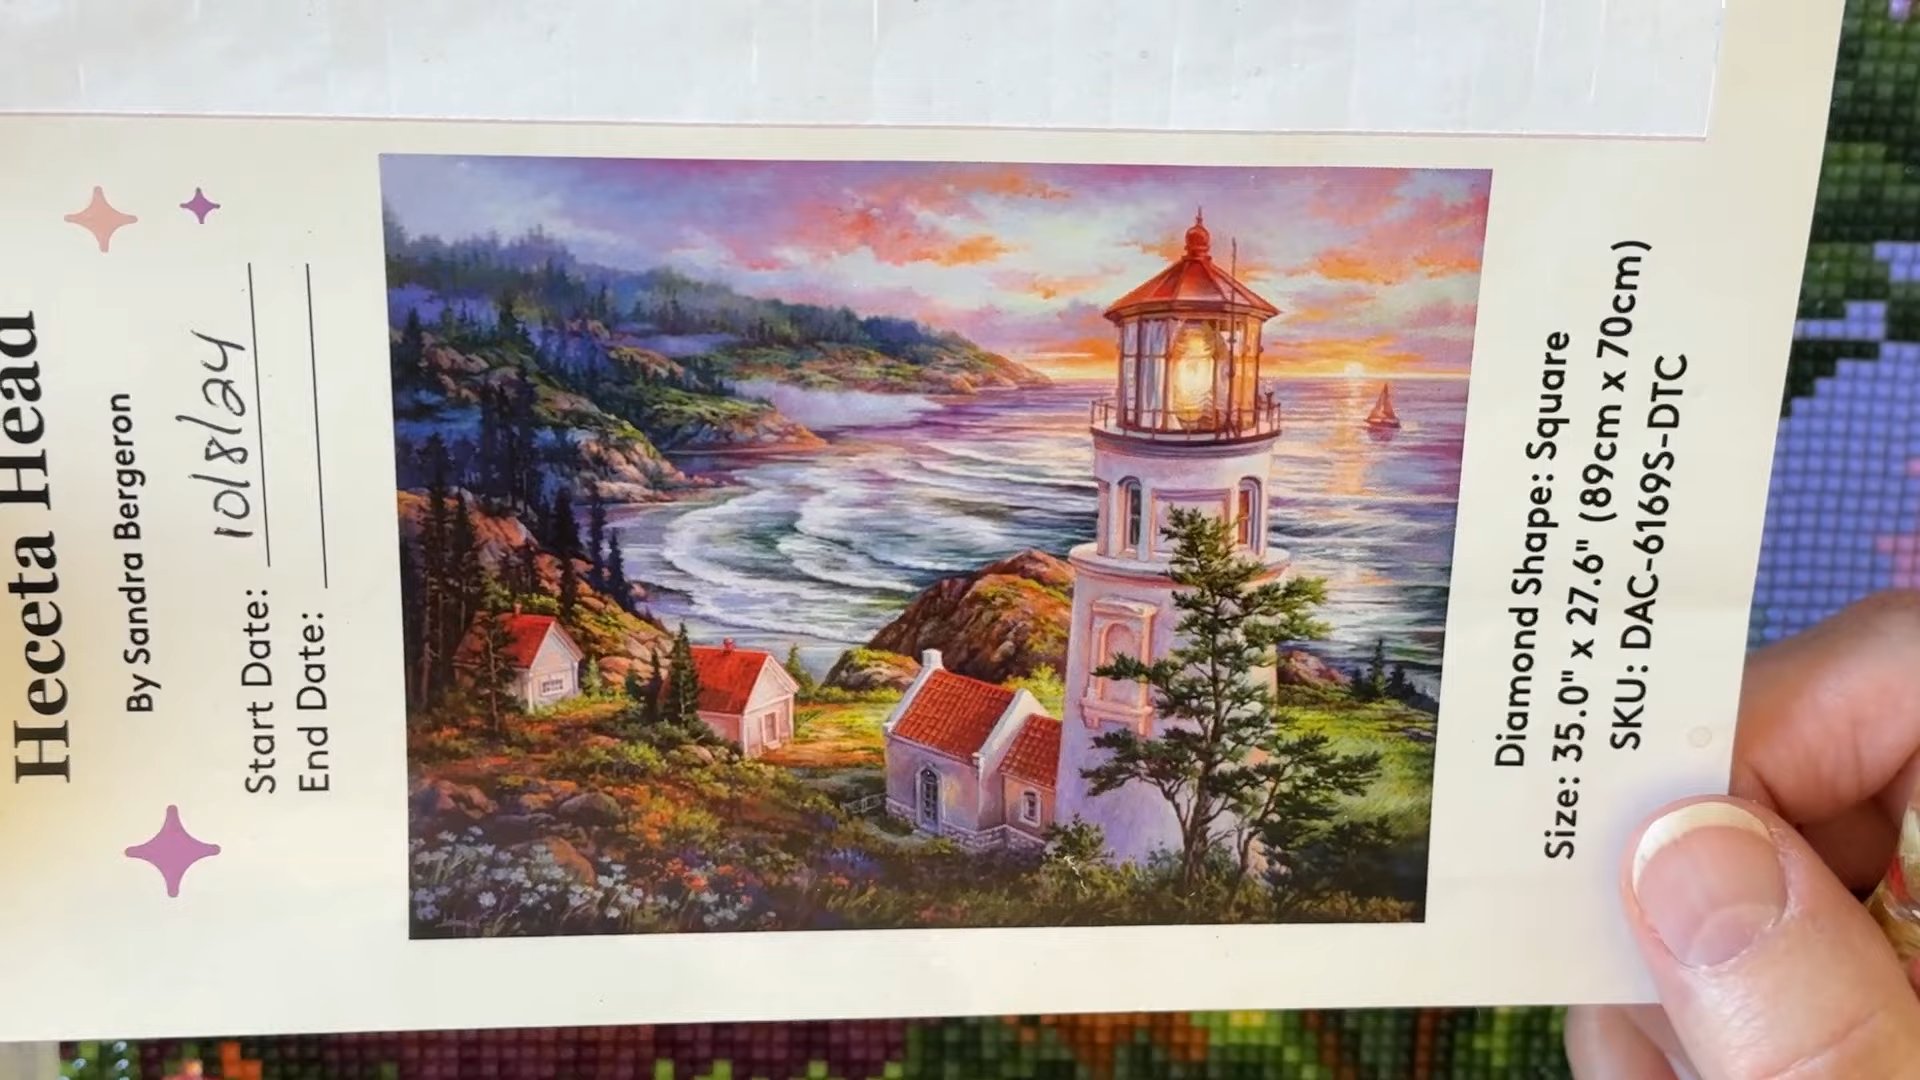 Heceta Head
By Sandra Bergeron
Start Date: 10/8/24
End Date:
Diamond Shape: Square
Size: 35.0" x 27.6" (89cm x 70cm)
SKU: DAC-6169S-DTC